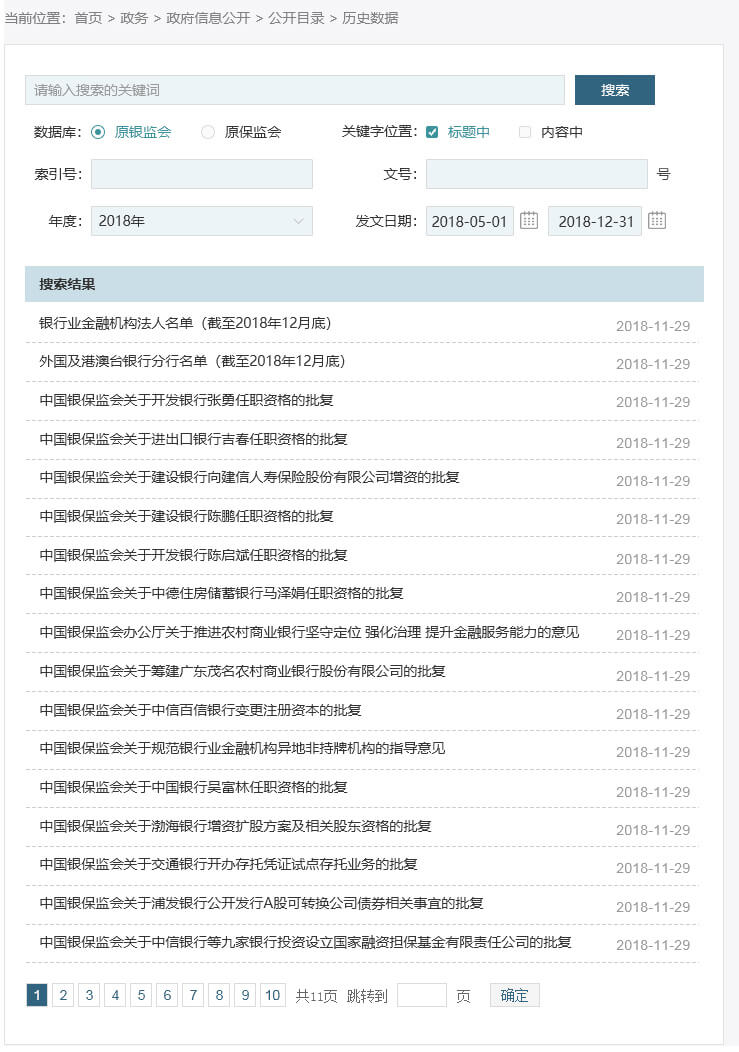 当前位置：首页 > 政务 > 政府信息公开 > 公开目录 > 历史数据
请输入搜索的关键词 搜索
数据库： 原银监会 原保监会 关键字位置： 标题中 内容中
索引号： 文号： 号
年度： 2018年 发文日期： 2018-05-01 2018-12-31
搜索结果
银行业金融机构法人名单（截至2018年12月底） 2018-11-29
外国及港澳台银行分行名单（截至2018年12月底） 2018-11-29
中国银保监会关于开发银行张勇任职资格的批复 2018-11-29
中国银保监会关于进出口银行吉春任职资格的批复 2018-11-29
中国银保监会关于建设银行向建信人寿保险股份有限公司增资的批复 2018-11-29
中国银保监会关于建设银行陈鹏任职资格的批复 2018-11-29
中国银保监会关于开发银行陈启斌任职资格的批复 2018-11-29
中国银保监会关于中德住房储蓄银行马泽娟任职资格的批复 2018-11-29
中国银保监会办公厅关于推进农村商业银行坚守定位 强化治理 提升金融服务能力的意见 2018-11-29
中国银保监会关于筹建广东茂名农村商业银行股份有限公司的批复 2018-11-29
中国银保监会关于中信百信银行变更注册资本的批复 2018-11-29
中国银保监会关于规范银行业金融机构异地非持牌机构的指导意见 2018-11-29
中国银保监会关于中国银行吴富林任职资格的批复 2018-11-29
中国银保监会关于渤海银行增资扩股方案及相关股东资格的批复 2018-11-29
中国银保监会关于交通银行开办存托凭证试点存托业务的批复 2018-11-29
中国银保监会关于浦发银行公开发行A股可转换公司债券相关事宜的批复 2018-11-29
中国银保监会关于中信银行等九家银行投资设立国家融资担保基金有限责任公司的批复 2018-11-29
1 2 3 4 5 6 7 8 9 10 共11页 跳转到 页 确定